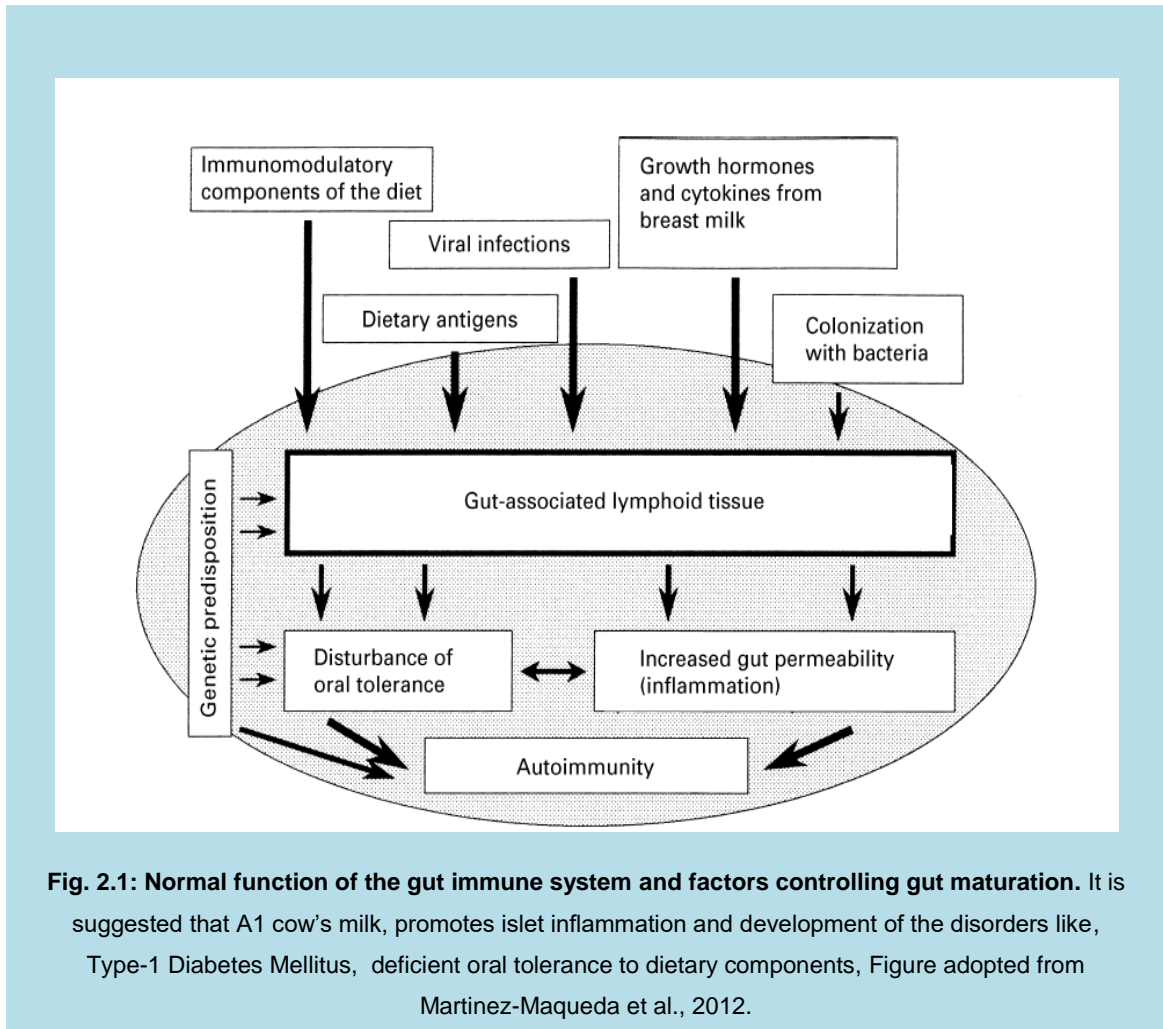 Immunomodulatory
components of the diet
Growth hormones
and cytokines from
breast milk
Viral infections
Dietary antigens
Colonization
with bacteria
Genetic predisposition
Gut-associated lymphoid tissue
Disturbance of
oral tolerance
Increased gut permeability
(inflammation)
Autoimmunity
Fig. 2.1: Normal function of the gut immune system and factors controlling gut maturation. It is
suggested that A1 cow's milk, promotes islet inflammation and development of the disorders like,
Type-1 Diabetes Mellitus, deficient oral tolerance to dietary components, Figure adopted from
Martinez-Maqueda et al., 2012.